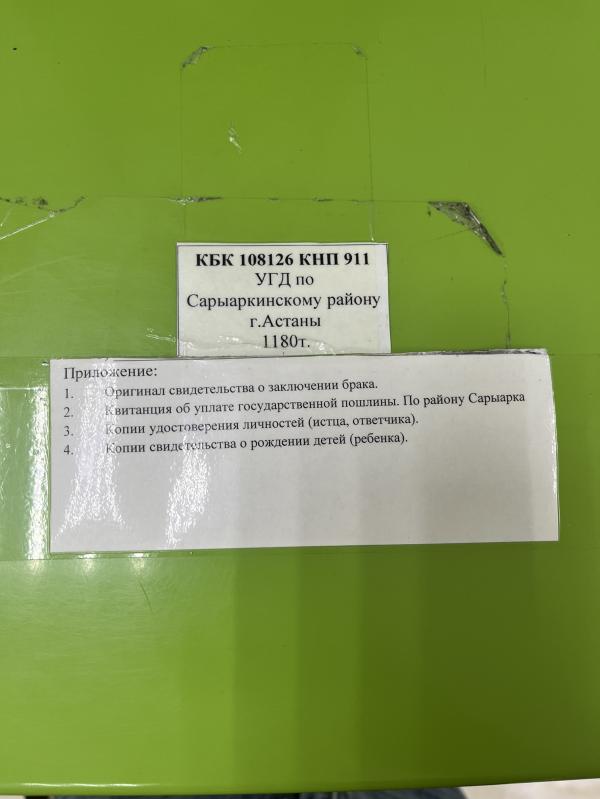 КБК 108126 КНП 911
УГД по
Сарыаркинскому району
г.Астаны
1180т.
Приложение:
1. Оригинал свидетельства о заключении брака.
2. Квитанция об уплате государственной пошлины. По району Сарыарка
3. Копии удостоверения личностей (истца, ответчика).
4. Копии свидетельства о рождении детей (ребенка).